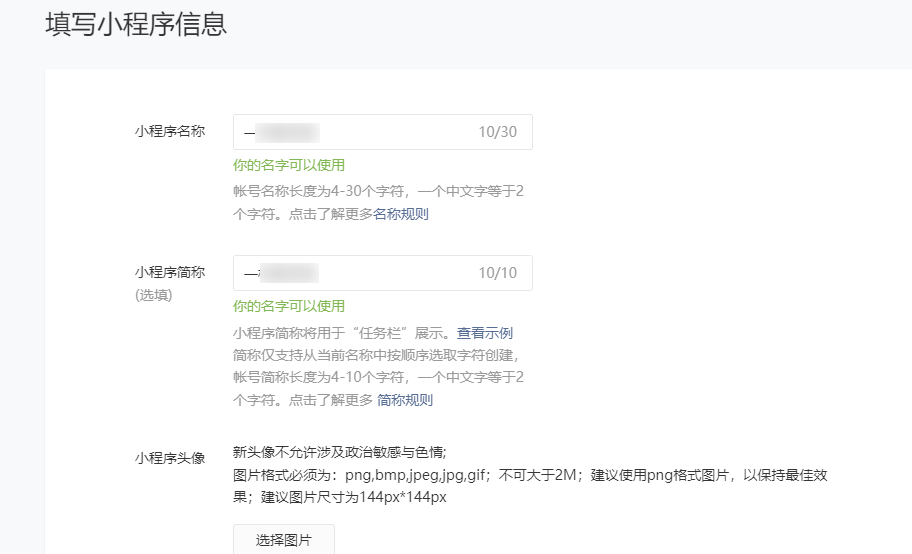 填写小程序信息
小程序名称
一
10/30
你的名字可以使用
帐号名称长度为4-30个字符，一个中文字等于2
个字符。点击了解更多名称规则
小程序简称
(选填)
一
10/10
你的名字可以使用
小程序简称将用于“任务栏”展示。查看示例
简称仅支持从当前名称中按顺序选取字符创建，
帐号简称长度为4-10个字符，一个中文字等于2
个字符。点击了解更多 简称规则
小程序头像
新头像不允许涉及政治敏感与色情;
图片格式必须为：png,bmp,jpeg,jpg,gif；不可大于2M；建议使用png格式图片，以保持最佳效
果；建议图片尺寸为144px*144px
选择图片